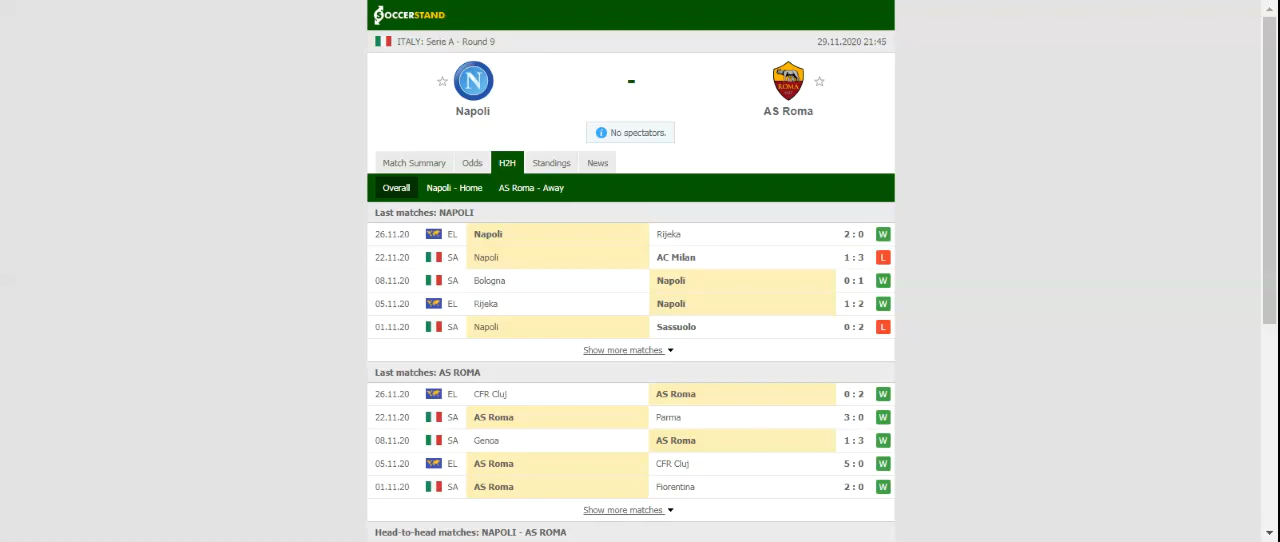 SOCCERSTAND
ITALY: Serie A - Round 9 29.11.2020 21:45
N ROMA
-
Napoli AS Roma
No spectators.
Match Summary Odds H2H Standings News
Overall Napoli - Home AS Roma - Away
Last matches: NAPOLI
26.11.20 EL Napoli Rijeka 2 : 0 W
22.11.20 SA Napoli AC Milan 1 : 3 L
08.11.20 SA Bologna Napoli 0 : 1 W
05.11.20 EL Rijeka Napoli 1 : 2 W
01.11.20 SA Napoli Sassuolo 0 : 2 L
Show more matches
Last matches: AS ROMA
26.11.20 EL CFR Cluj AS Roma 0 : 2 W
22.11.20 SA AS Roma Parma 3 : 0 W
08.11.20 SA Genoa AS Roma 1 : 3 W
05.11.20 EL AS Roma CFR Cluj 5 : 0 W
01.11.20 SA AS Roma Fiorentina 2 : 0 W
Show more matches
Head-to-head matches: NAPOLI - AS ROMA